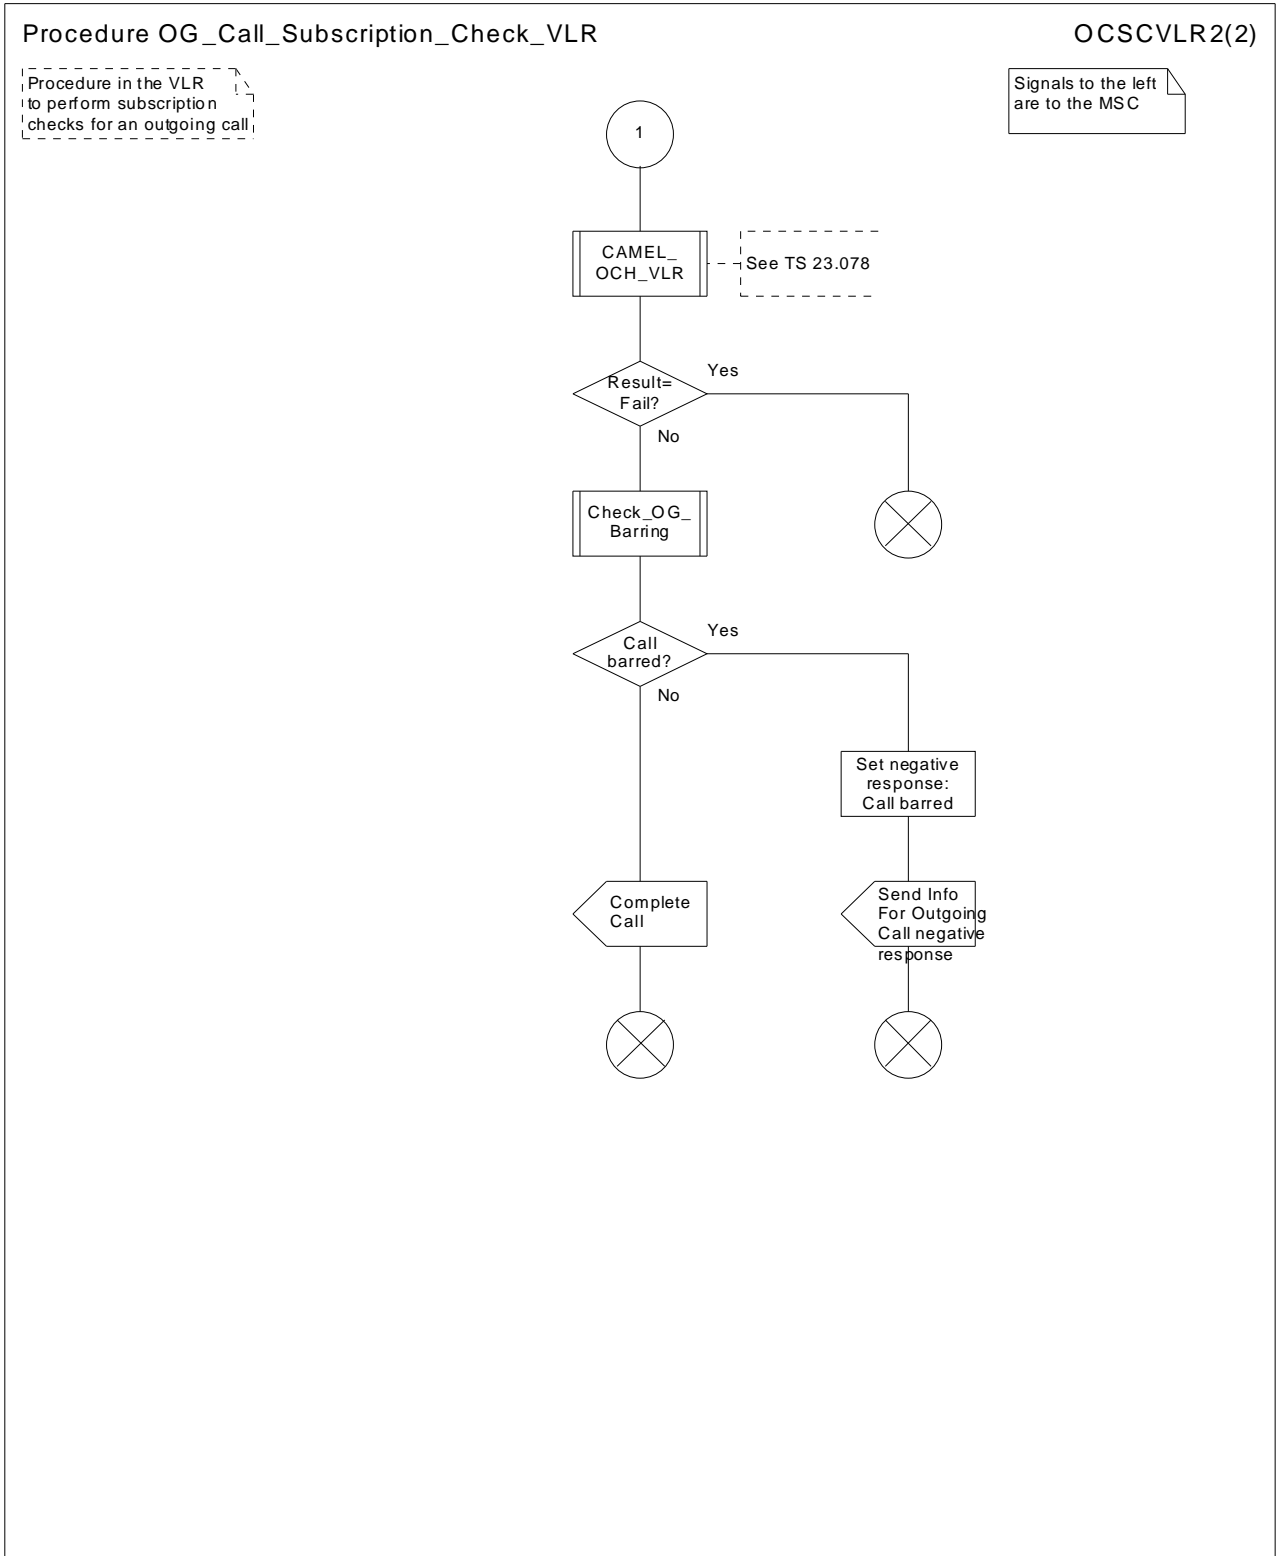 Procedure OG_Call_Subscription_Check_VLR
OCSCVLR2(2)
Procedure in the VLR
to perform subscription
checks for an outgoing call
Signals to the left
are to the MSC
1
CAMEL_
OCH_VLR
See TS 23.078
Result=
Fail?
Yes
No
Check_OG_
Barring
Call
barred?
Yes
No
Set negative
response:
Call barred
Complete
Call
Send Info
For Outgoing
Call negative
response